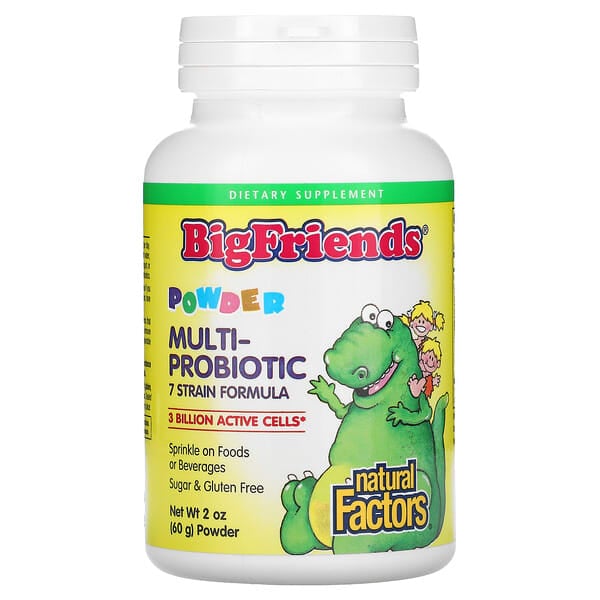 DIETARY SUPPLEMENT
BigFriends®
POWDER
MULTI-
PROBIOTIC
7 STRAIN FORMULA
3 BILLION ACTIVE CELLS*
Sprinkle on Foods
or Beverages
Sugar & Gluten Free
Net Wt 2 oz
(60 g) Powder
natural
Factors®